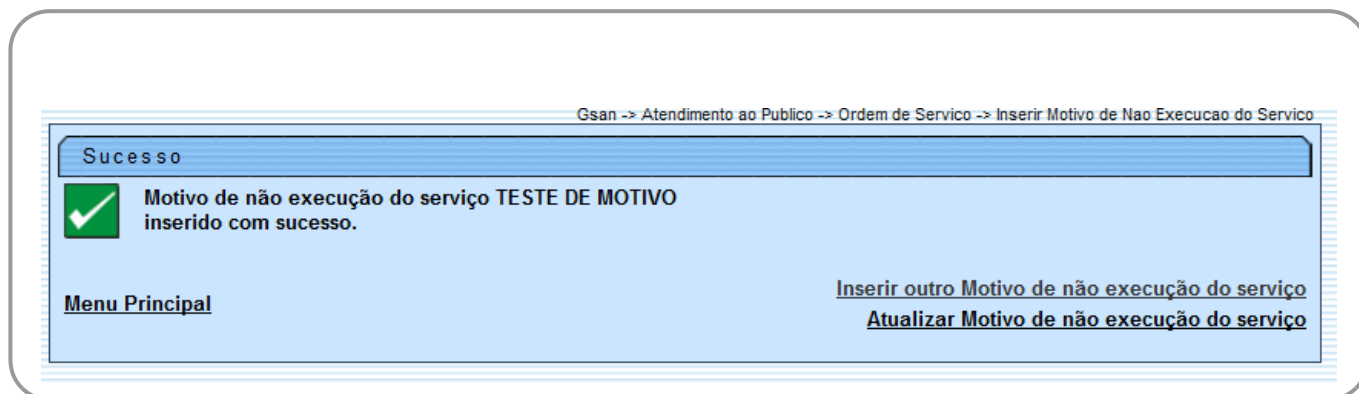 Gsan -> Atendimento ao Publico -> Ordem de Servico -> Inserir Motivo de Nao Execucao do Servico
Sucesso
Motivo de não execução do serviço TESTE DE MOTIVO
inserido com sucesso.
Inserir outro Motivo de não execução do serviço
Menu Principal
Atualizar Motivo de não execução do serviço